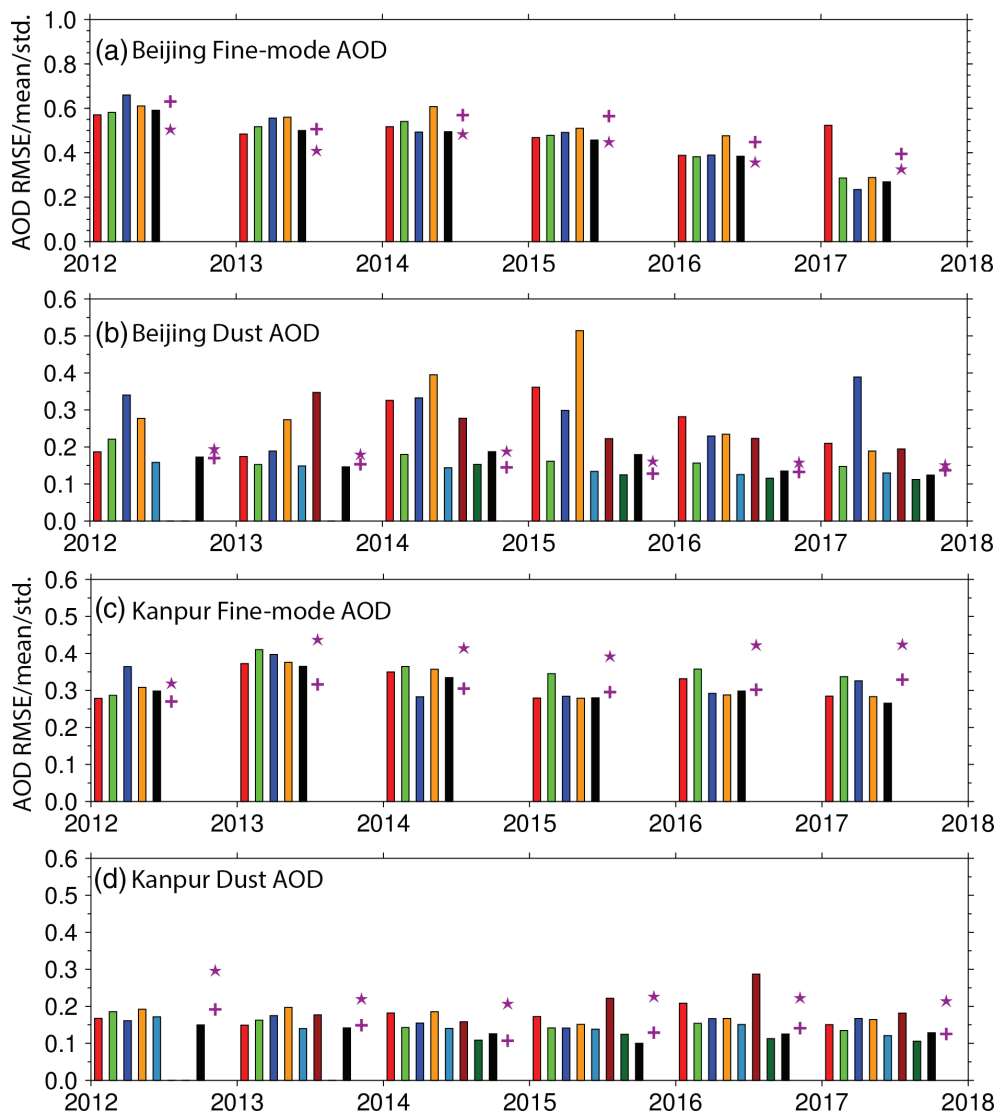 1.0
(a) Beijing Fine-mode AOD
0.8
0.6
0.4
0.2
0.0
AOD RMSE/mean/std.
2012 2013 2014 2015 2016 2017 2018
0.6
(b) Beijing Dust AOD
0.5
0.4
0.3
0.2
0.1
0.0
2012 2013 2014 2015 2016 2017 2018
0.6
(c) Kanpur Fine-mode AOD
0.5
0.4
0.3
0.2
0.1
0.0
AOD RMSE/mean/std.
2012 2013 2014 2015 2016 2017 2018
0.6
(d) Kanpur Dust AOD
0.5
0.4
0.3
0.2
0.1
0.0
2012 2013 2014 2015 2016 2017 2018